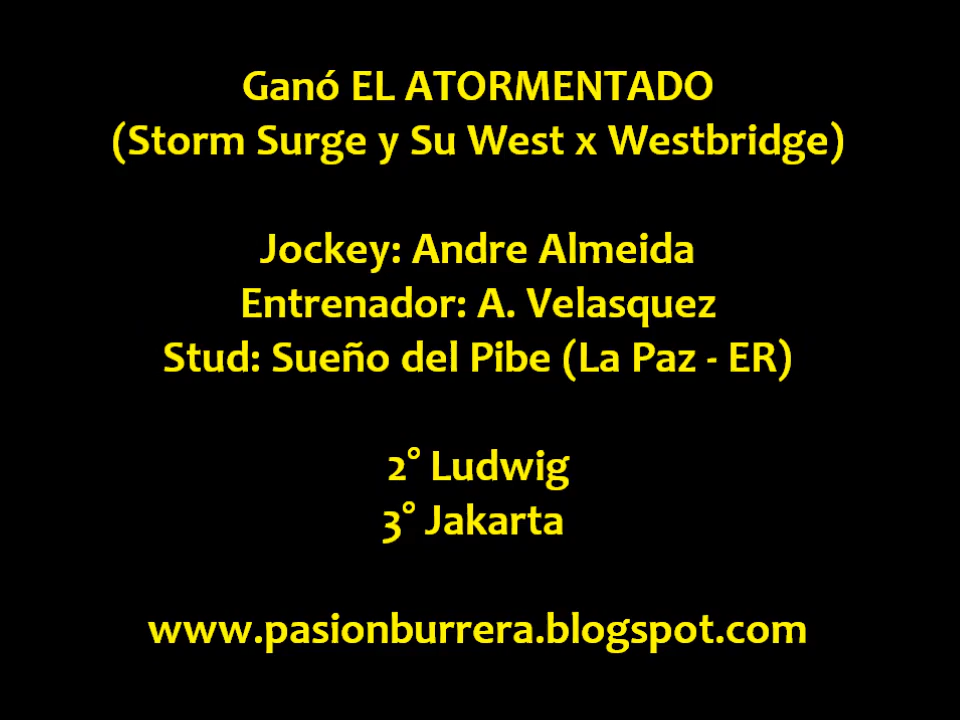 Ganó EL ATORMENTADO
(Storm Surge y Su West x Westbridge)
Jockey: Andre Almeida
Entrenador: A. Velasquez
Stud: Sueño del Pibe (La Paz - ER)
2° Ludwig
3° Jakarta
www.pasionburrera.blogspot.com